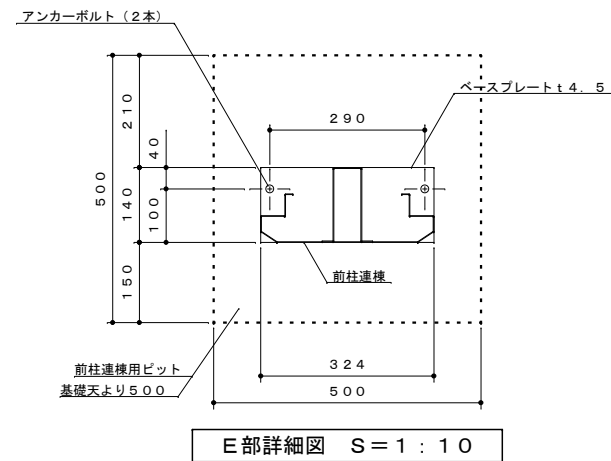 アンカーボルト（２本）
ベースプレートｔ４．５
２９０
２１０
４０
５００
１４０
１００
１５０
前柱連棟
前柱連棟用ピット
基礎天より５００
３２４
５００
Ｅ部詳細図　Ｓ＝１：１０